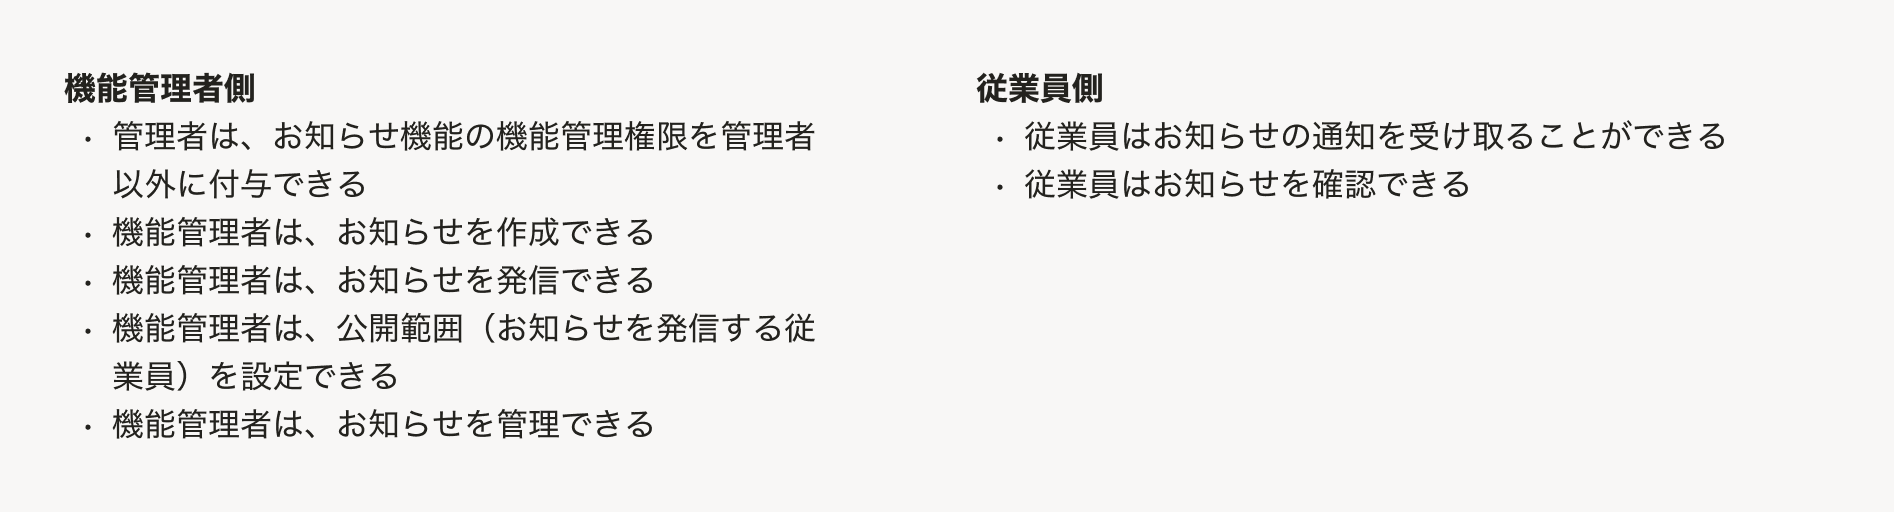 機能管理者側
・ 管理者は、お知らせ機能の機能管理権限を管理者
以外に付与できる
・ 機能管理者は、お知らせを作成できる
・ 機能管理者は、お知らせを発信できる
・ 機能管理者は、公開範囲（お知らせを発信する従
業員）を設定できる
・ 機能管理者は、お知らせを管理できる
従業員側
・ 従業員はお知らせの通知を受け取ることができる
・ 従業員はお知らせを確認できる